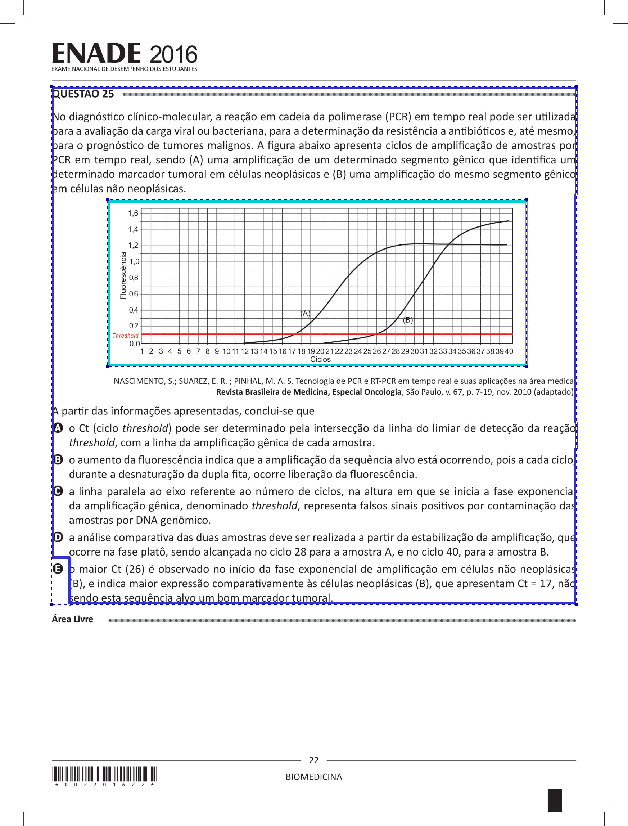 ENADE 2016
EXAME NACIONAL DE DESEMPENHO DOS ESTUDANTES
QUESTÃO 25
No diagnóstico clínico-molecular, a reação em cadeia da polimerase (PCR) em tempo real pode ser utilizada
para a avaliação da carga viral ou bacteriana, para a determinação da resistência a antibióticos e, até mesmo,
para o prognóstico de tumores malignos. A figura abaixo apresenta ciclos de amplificação de amostras por
PCR em tempo real, sendo (A) uma amplificação de um determinado segmento gênico que identifica um
determinado marcador tumoral em células neoplásicas e (B) uma amplificação do mesmo segmento gênico
em células não neoplásicas.
1,6
1,4
1,2
1,0
0,8
0,6
0,4
0,2
0,0
Fluorescência
Threshold
(A)
(B)
1 2 3 4 5 6 7 8 9 10 11 12 13 14 15 16 17 18 19 20 21 22 23 24 25 26 27 28 29 30 31 32 33 34 35 36 37 38 39 40
Ciclos
NASCIMENTO, S.; SUAREZ, E. R. ; PINHAL, M. A. S. Tecnologia de PCR e RT-PCR em tempo real e suas aplicações na área médica.
Revista Brasileira de Medicina, Especial Oncologia, São Paulo, v. 67, p. 7-19, nov. 2010 (adaptado)
A partir das informações apresentadas, conclui-se que
A o Ct (ciclo threshold) pode ser determinado pela intersecção da linha do limiar de detecção da reação,
threshold, com a linha da amplificação gênica de cada amostra.
B o aumento da fluorescência indica que a amplificação da sequência alvo está ocorrendo, pois a cada ciclo,
durante a desnaturação da dupla fita, ocorre liberação da fluorescência.
C a linha paralela ao eixo referente ao número de ciclos, na altura em que se inicia a fase exponencial
da amplificação gênica, denominado threshold, representa falsos sinais positivos por contaminação das
amostras por DNA genômico.
D a análise comparativa das duas amostras deve ser realizada a partir da estabilização da amplificação, que
ocorre na fase platô, sendo alcançada no ciclo 28 para a amostra A, e no ciclo 40, para a amostra B.
E o maior Ct (26) é observado no início da fase exponencial de amplificação em células não neoplásicas
(B), e indica maior expressão comparativamente às células neoplásicas (B), que apresentam Ct = 17, não
sendo esta sequência alvo um bom marcador tumoral.
Área Livre
22
BIOMEDICINA